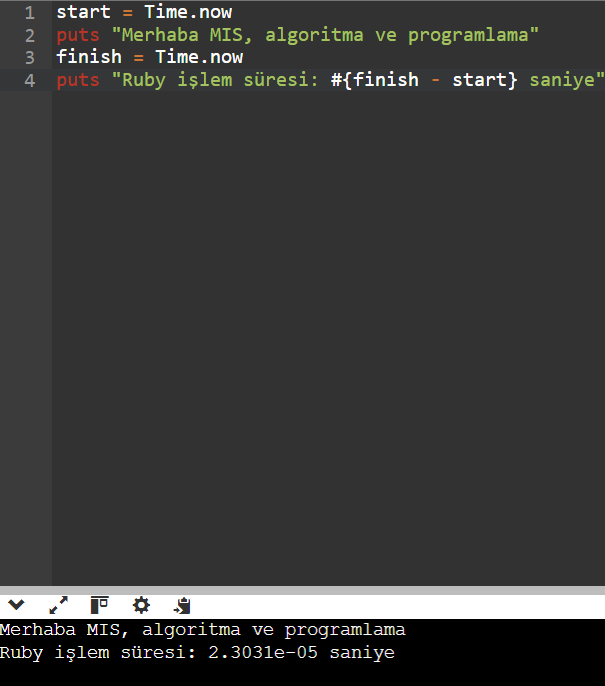 1 start = Time.now
2 puts "Merhaba MIS, algoritma ve programlama"
3 finish = Time.now
4 puts "Ruby işlem süresi: #{finish - start} saniye"
Merhaba MIS, algoritma ve programlama
Ruby işlem süresi: 2.3031e-05 saniye